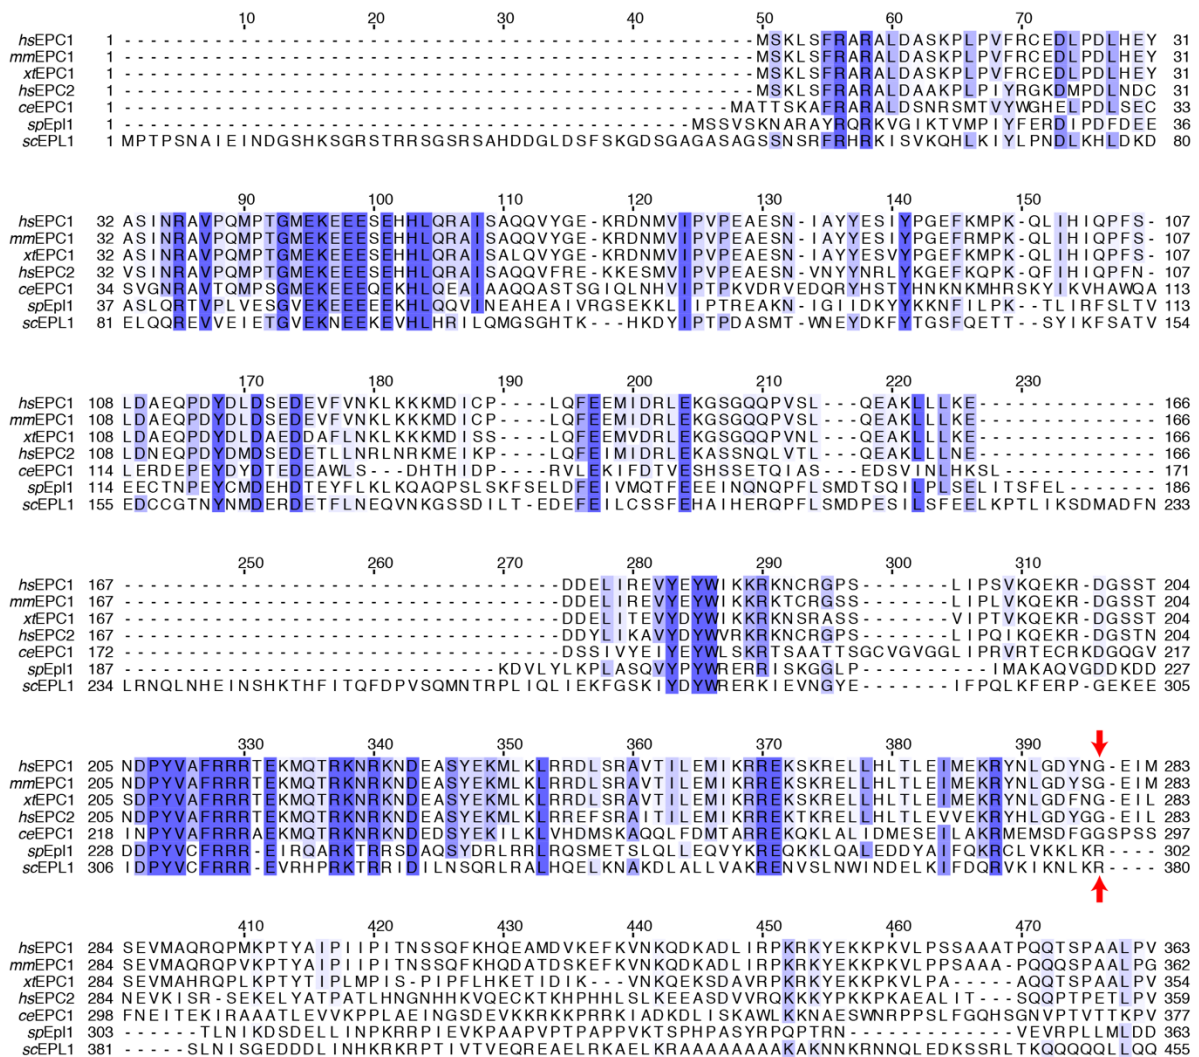 10 20 30 40 50 60 70
hsEPC1 1 -------------------------------------------------MSKLSFRARALDASKPLPVFRCEDLPDLHEY 31
mmEPC1 1 -------------------------------------------------MSKLSFRARALDASKPLPVFRCEDLPDLHEY 31
xtEPC1 1 -------------------------------------------------MSKLSFRARALDASKPLPVFRCEDLPDLHEY 31
hsEPC2 1 -------------------------------------------------MSKLSFRARALDAAKPLPIYRGKDMPDLNDC 31
ceEPC1 1 -----------------------------------------------MATTSKAFRARALDSNRSMTVYWGHELPDLSEC 33
spEpl1 1 --------------------------------------------MSSVSKNARAYRQRKVGIKTVMPIYFERDIPDFDEE 36
scEPL1 1 MPTPSNAIEINDGSHKSGRSTRRSGSRSAHDDGLDSFSKGDSGAGASAGSSNSRFRHRKISVKQHLKIYLPNDLKHLDKD 80
90 100 110 120 130 140 150
hsEPC1 32 ASINRAVPQMPTGMEKEEESEHHLQRAISAQQVYGE-KRDNMVIPVPEAESN-IAYYESIYPGEFKMPK-QLIHIQPFS- 107
mmEPC1 32 ASINRAVPQMPTGMEKEEESEHHLQRAISAQQVYGE-KRDNMVIPVPEAESN-IAYYESIYPGEFRMPK-QLIHIQPFS- 107
xtEPC1 32 ASINRAVPQMPTGMEKEEESEHHLQRAISALQVYGE-KRDNMVIPVPEAESN-IAYYESIYPGEFKMPK-QLIHIQPFS- 107
hsEPC2 32 VSINRAVPQMPTGMEKEEESEHHLQRAISAQQVFRE-KKESMVIPVPEAESN-VNYYNRLYKGEFKQPK-QFIHIQPFN- 107
ceEPC1 34 SVGNRAVTQMPSGMEKEEEQEKHLQEAIAAQQASTSGIQLNHVIPTPKVDRVEDQRYHSTYHNKNKMHRSKYIKVHAWQA 113
spEpl1 37 ASLQRTVPLVESGVEKEEEQEKHLQQVINEAHEAIVRGSEKKLIIPTREAKN-IGIIDKYYKKNFILPK-TLIRFSLTV 113
scEPL1 81 ELQQREVVEIETGVEKNEEKEVHLHRILQMGSGHTK--HKDYIPTPDASMT-WNEYDKFYTGSFQETT--SYIKFSATV 154
170 180 190 200 210 220 230
hsEPC1 108 LDAEQPDYDLDSEDEVFVNKLKKKMDICP----LQFEEMIDRLEKGSGQQPVSL---QEAKLLLKE-------------- 166
mmEPC1 108 LDAEQPDYDLDSEDEVFVNKLKKKMDICP----LQFEEMIDRLEKGSGQQPVSL---QEAKLLLKE-------------- 166
xtEPC1 108 LDAEQPDYDLDAEDDAFLNKLKKKMDISS----LQFEEMVDRLEKGSGQQPVNL---QEAKLLLKE-------------- 166
hsEPC2 108 LDNEQPDYDMDSEDETLLNRLNRKMEIKP----LQFEIMIDRLEKASSNQLVTL---QEAKLLLNE-------------- 166
ceEPC1 114 LERDEPEYDYDTEDEAWLS---DHTHIDP----RVLEKIFDTVESHSSETQIAS---EDSVINLHKSL------------ 171
spEpl1 114 EECTNPEYCMDEHDTEYFLKLKQAQPSLSKSFSELDFEIVMQTFEEEINQNQPFLSMDTSQILPLSELITSFEL------- 186
scEPL1 155 EDCCGTNYNMDERDETFLNEQVNKGSSDILT-EDEFEILCSSFEHAIHERQPFLSMDPESILSFEELKPTLIKSDMADFN 233
250 260 270 280 290 300 310
hsEPC1 167 ----------------------------------DDELIREVYEYWIKKRKNCRGPS-------LIPSVKQEKR-DGSST 204
mmEPC1 167 ----------------------------------DDELIREVYEYWIKKRKTCRGSS-------LIPLVKQEKR-DGSST 204
xtEPC1 167 ----------------------------------DDELITEVYDYWIKKRKNSRASS-------VIPTVKQEKR-DGSST 204
hsEPC2 167 ----------------------------------DDYLIKAVYDYWVRKRKNCRGPS-------LIPQIKQEKR-DGSTN 204
ceEPC1 172 ----------------------------------DSSIVYEIYEYWLSKRTSAATTSGCVGVGGLIPRVRTECRKDGQGV 217
spEpl1 187 -----------------------------KDVLYLKPLASQVYPYWRERRISKGGLP----------IMAKAQVGDDKDD 227
scEPL1 234 LRNQLNHEINSHKTHFITQFDPVSQMNTRPLIQLIEKFGSKIYDYWRERKIEVNGYE-------IFPQLKFERP-GEKEE 305
330 340 350 360 370 380 390
hsEPC1 205 NDPYVAFRRRTEKMQTRKNRKNDEASYEKMLKLRRDLSRAVTILEMIKRREKSKRELLHLTLEIMEKRYNLGDYNG-EIM 283
mmEPC1 205 NDPYVAFRRRTEKMQTRKNRKNDEASYEKMLKLRRDLSRAVTILEMIKRREKSKRELLHLTLEIMEKRYNLGDYSG-EIM 283
xtEPC1 205 SDPYVAFRRRTEKMQTRKNRKNDEASYEKMLKLRRDLSRAVTILEMIKRREKSKRELLHLTLEIMEKRYNLGDFNG-EIL 283
hsEPC2 205 NDPYVAFRRRTEKMQTRKNRKNDEASYEKMLKLRREFSRAITILEMIKRREKTKRELLHLTLEVVEKRYHLGDYGG-EIL 283
ceEPC1 218 INPYVAFRRRAEKMQTRKNRKNDEDSYEKILKLVHDMSKAQQLFDMTARREKQKLALIDMESEILAKRMEMSDFGGSPSS 297
spEpl1 228 DDPYVCFRRR-EIRQARKTRRSDAQSYDRLRRLRQSMETSLQLLEQVYKREQKKLQALEDDYAIFQKRCLVKKLKR---- 302
scEPL1 306 IDPYVCFRRR-EVRHPRKTRRIDILNSQRLRALHQELKNAKDLALLVAKRENVSLNWINDELKIFDQRVKIKNLKR---- 380
410 420 430 440 450 460 470
hsEPC1 284 SEVMAQRQPMKPTYAIPIIPITNSSQFKHQEAMDVKEFKVNKQDKADLIRPKRKYEKKPKVLPSSAAATPQQTSPAALPV 363
mmEPC1 284 SEVMAQRQPVKPTYAIPIIPITNSSQFKHQDATDSKEFKVNKQDKADLIRPKRKYEKKPKVLPPSAAA-PQQQSPAALPG 362
xtEPC1 284 SEVMAHRQPLKPTYTIPLMPIS-SPIPFLHKETIDIK---VNKQEKSDAVRPKRKYEKKPKVLPA----AQTSPAALPV 354
hsEPC2 284 NEVKISR-SEKELYATPATLHNGNHHKVQECKTKHPHHLSLKEEASDVVRQKKKYPKKPKAELIT---SQQTPETLPV 359
ceEPC1 298 FNEITEKIRAAATLEVVKPPLAEINGSDEVKKRKKPRRKIADKDLISKAWLKKNAESWNRPPSLFGQHSGNVPTVTTKPV 377
spEpl1 303 -----TLNIKDSDELLINPKRRPIEVKPAAPVPTPAPPVKTSPHPASYRPQPTRN------------VEVRPLLMLDD 363
scEPL1 381 -----SLNISGEDDDLINHKRKRPTIVTVEQREAELRKAELKRAAAAAAAAKAKNNKRNNQLEDKSSRLTKQQQQQLLQQ 455